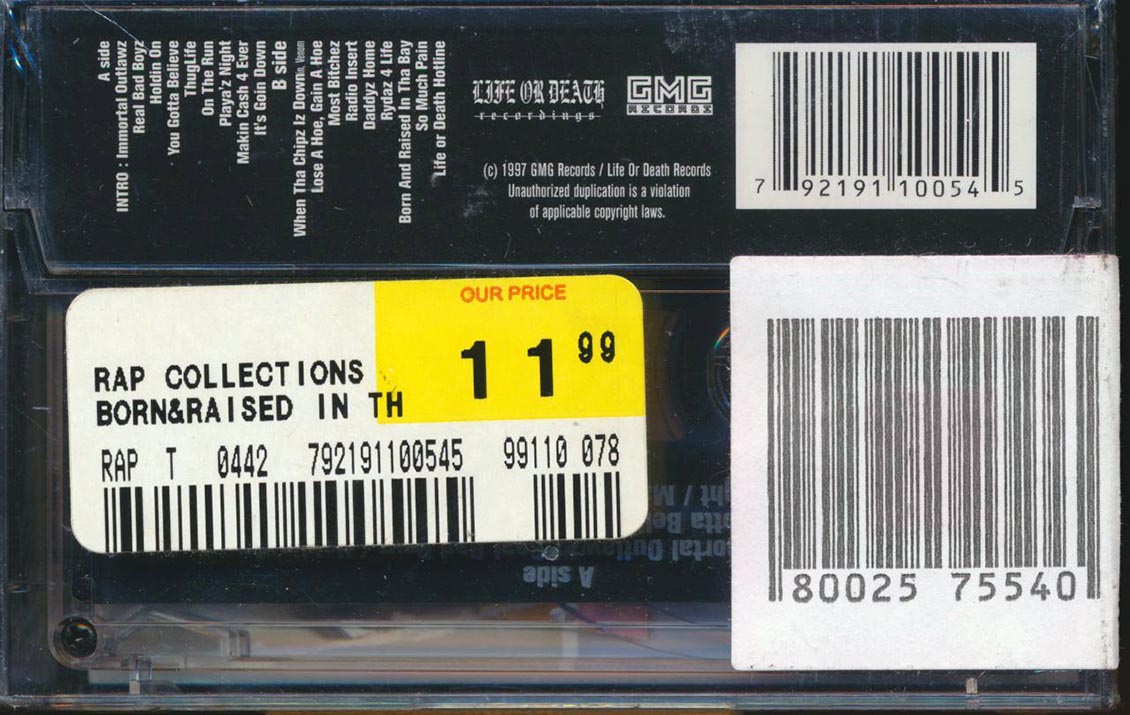 A side
INTRO : Immortal Outlawz
Real Bad Boyz
Holdin On
You Gotta Believe
ThugLife
On The Run
Playa'z Night
Makin Cash 4 Ever
It's Goin Down
B side
When Tha Chipz Iz Down
Lose A Hoe, Gain A Hoe
Most Bitchez
Radio Insert
Daddyz Home
Rydaz 4 Life
Born And Raised In Tha Bay
So Much Pain
Life or Death Hotline
LIFE OR DEATH
recordings
GMG
RECORDS
(c) 1997 GMG Records / Life Or Death Records
Unauthorized duplication is a violation
of applicable copyright laws.
7 92191 10054 5
OUR PRICE
11 99
RAP COLLECTIONS
BORN&RAISED IN TH
RAP T 0442 792191100545 99110 078
80025 75540
A side